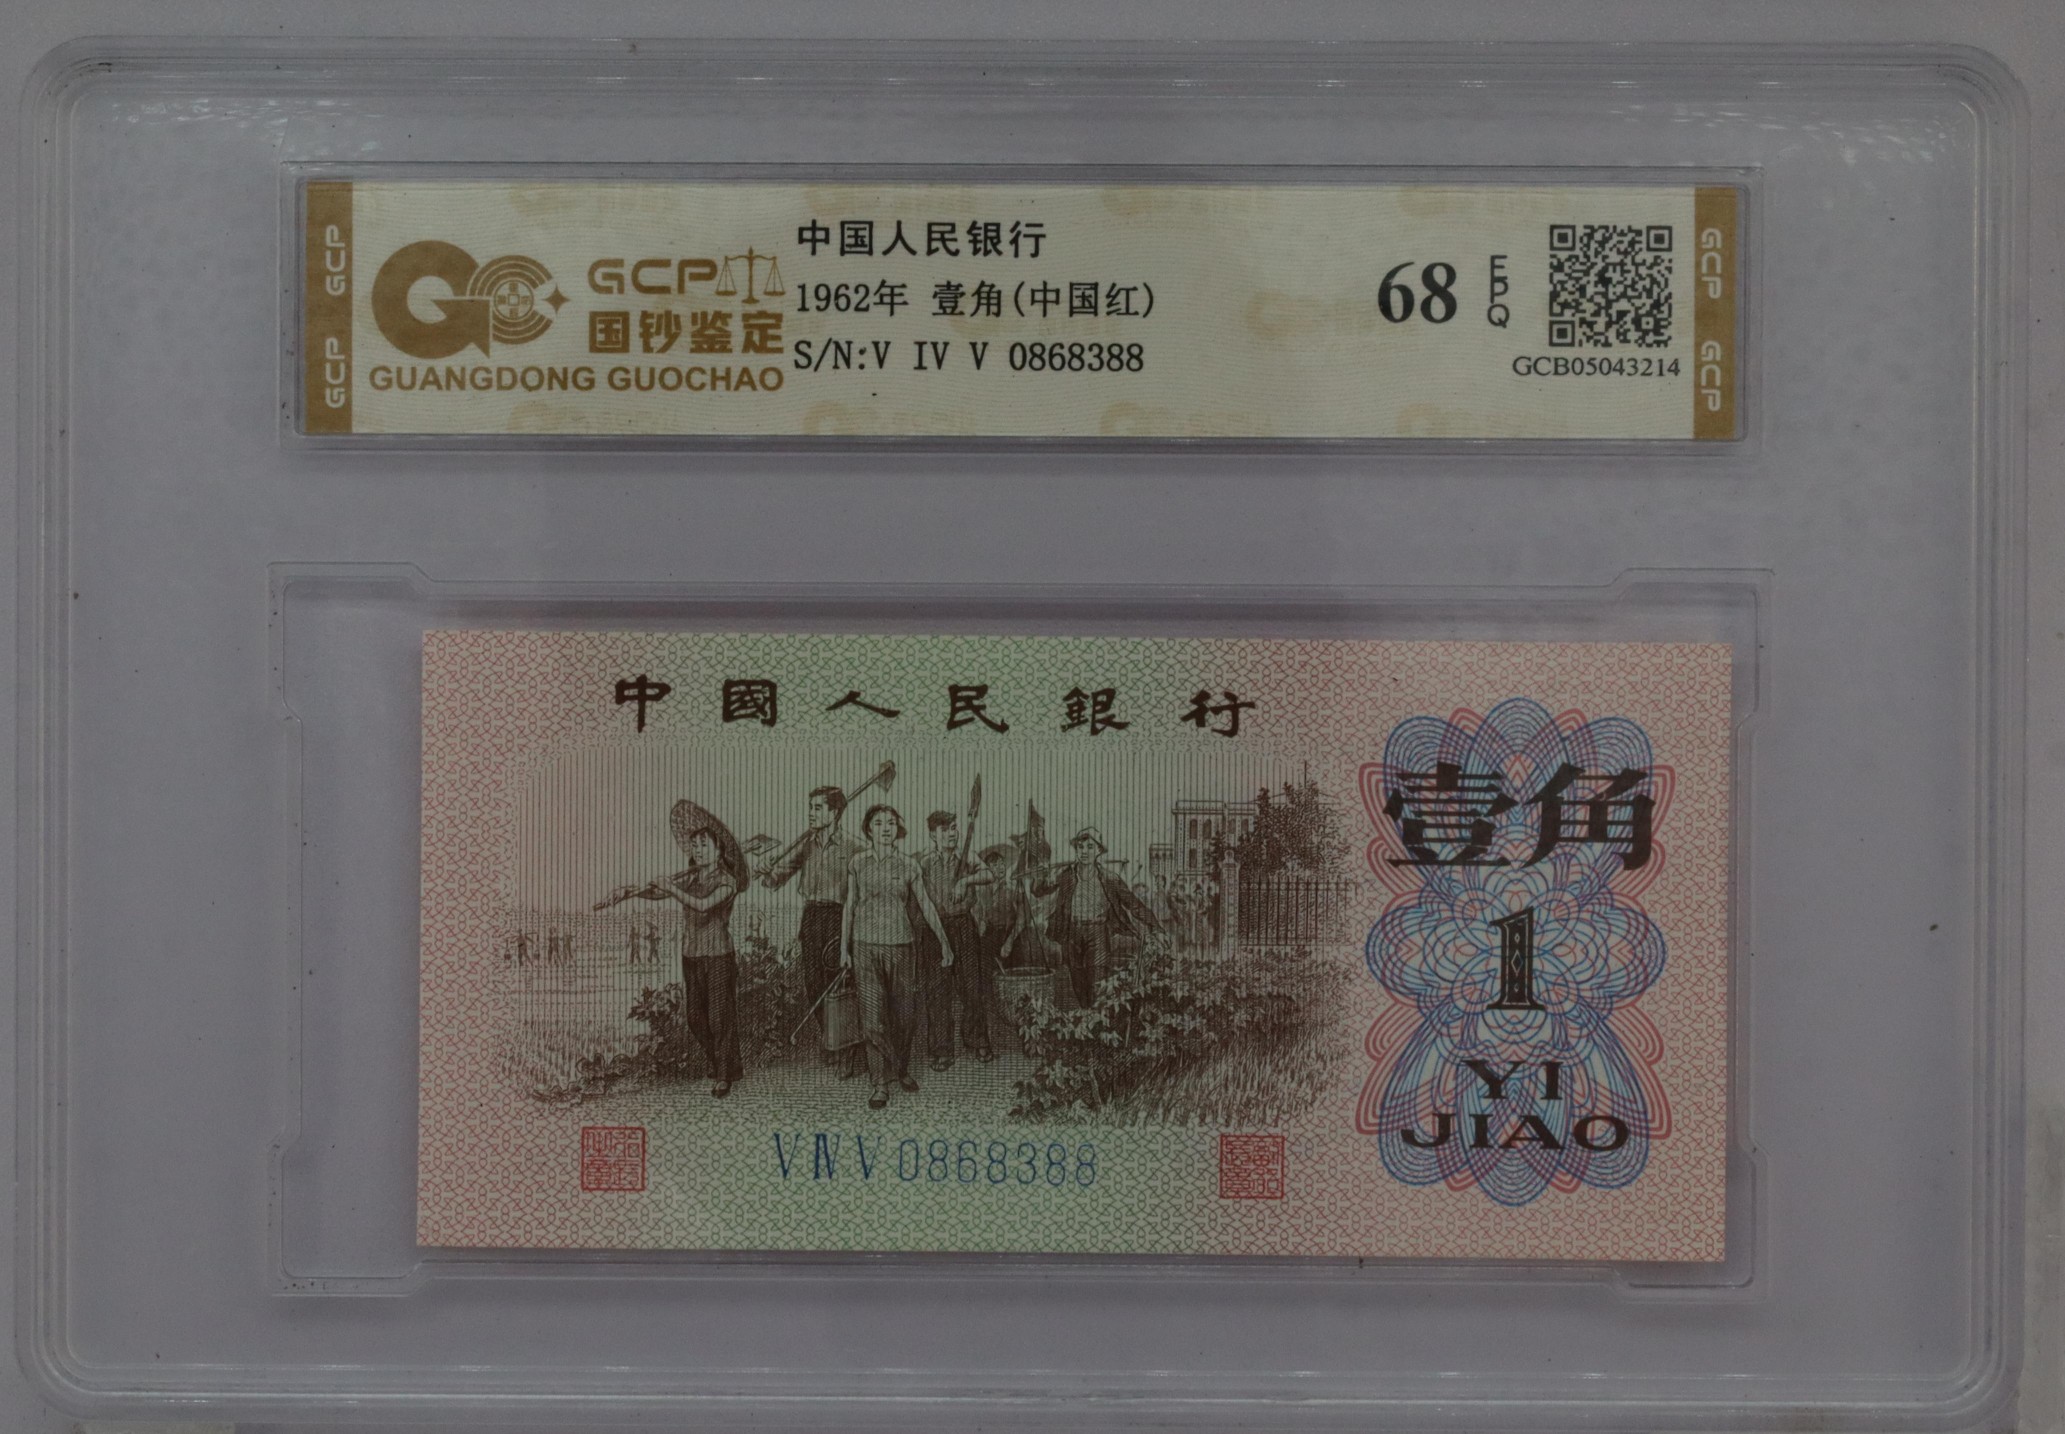 GCP
GCP
GCP
国钞鉴定
GUANGDONG GUOCHAO
中国人民银行
1962年 壹角(中国红)
S/N:V IV V 0868388
68
EPQ
GCB05043214
GCP
GCP
中國人民銀行
壹角
1
YI
JIAO
V IV V 0868388